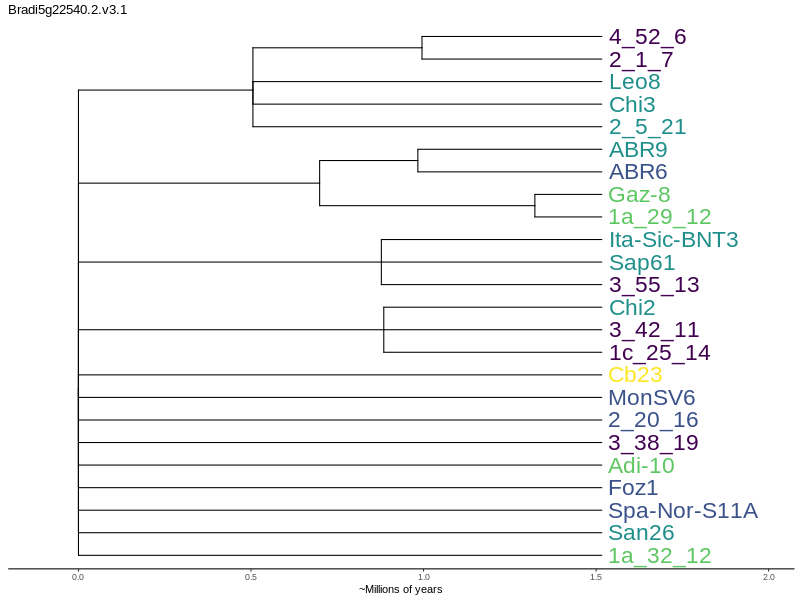 Bradi5g22540.2.v3.1
4_52_6
2_1_7
Leo8
Chi3
2_5_21
ABR9
ABR6
Gaz-8
1a_29_12
Ita-Sic-BNT3
Sap61
3_55_13
Chi2
3_42_11
1c_25_14
Cb23
MonSV6
2_20_16
3_38_19
Adi-10
Foz1
Spa-Nor-S11A
San26
1a_32_12
0.0 0.5 1.0 1.5 2.0
~Millions of years